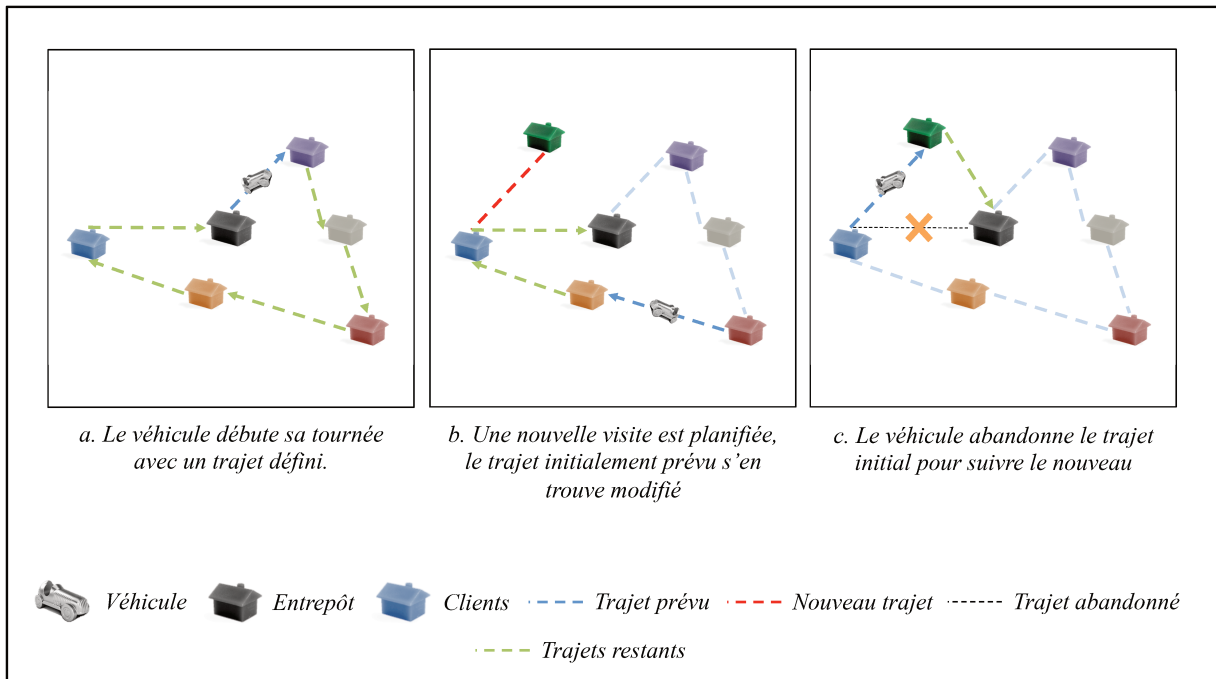 a. Le véhicule débute sa tournée
avec un trajet défini.
b. Une nouvelle visite est planifiée,
le trajet initialement prévu s’en
trouve modifié
c. Le véhicule abandonne le trajet
initial pour suivre le nouveau
Véhicule
Entrepôt
Clients
Trajet prévu
Nouveau trajet
Trajet abandonné
Trajets restants